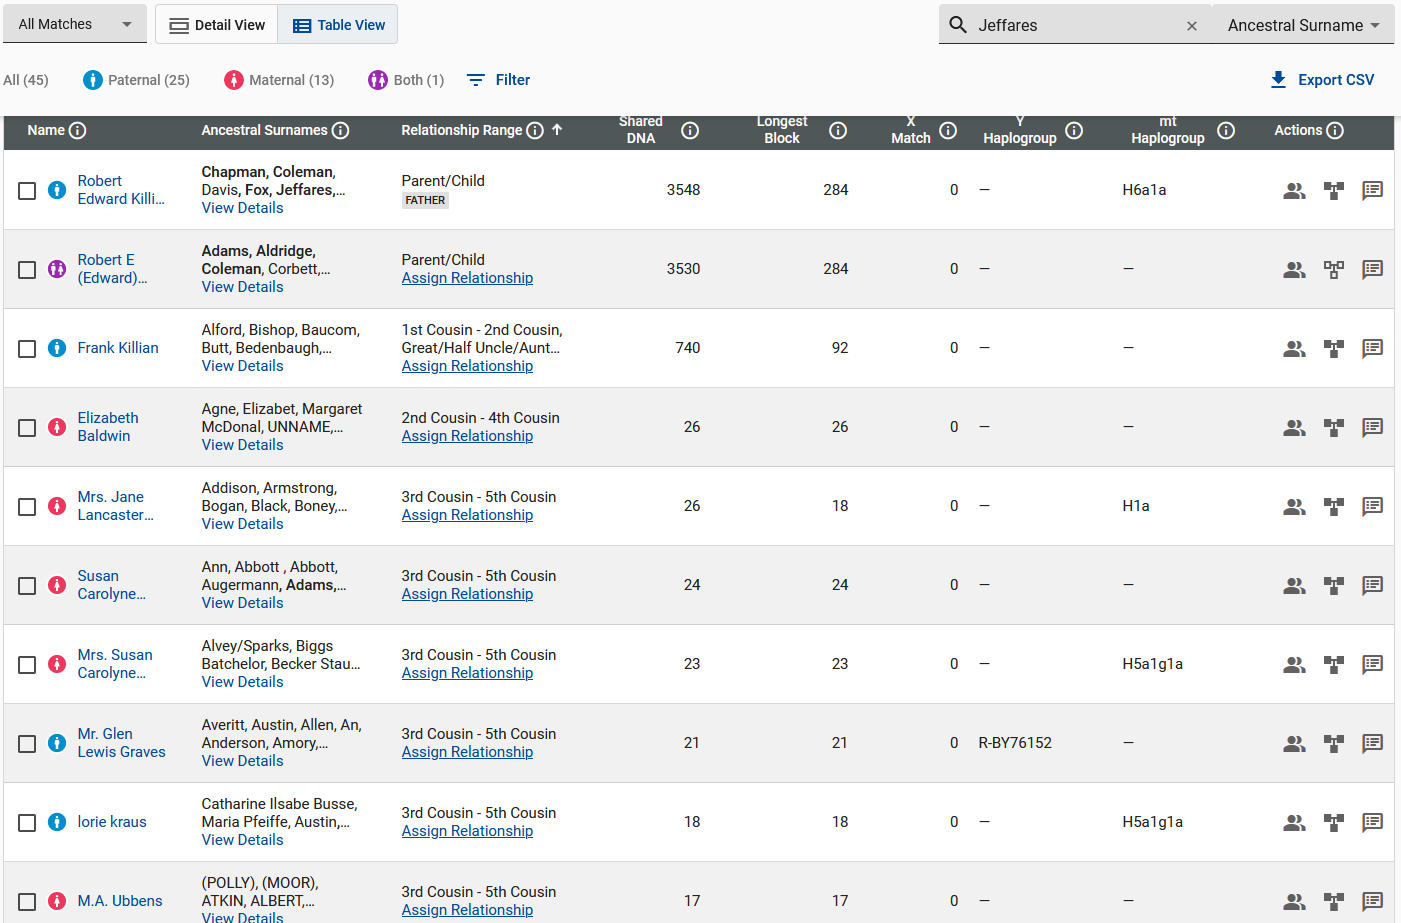 All Matches
Detail View
Table View
Jeffares
Ancestral Surname
All (45)
Paternal (25)
Maternal (13)
Both (1)
Filter
Export CSV
Name
Ancestral Surnames
Relationship Range
Shared
DNA
Longest
Block
X
Match
Y
Haplogroup
mt
Haplogroup
Actions
Robert
Edward Killi...
Chapman, Coleman,
Davis, Fox, Jeffares,...
View Details
Parent/Child
FATHER
3548
284
0
—
H6a1a
Robert E
(Edward)...
Adams, Aldridge,
Coleman, Corbett,...
View Details
Parent/Child
Assign Relationship
3530
284
0
—
—
Frank Killian
Alford, Bishop, Baucom,
Butt, Bedenbaugh,...
View Details
1st Cousin - 2nd Cousin,
Great/Half Uncle/Aunt...
Assign Relationship
740
92
0
—
—
Elizabeth
Baldwin
Agne, Elizabet, Margaret
McDonal, UNNAME,...
View Details
2nd Cousin - 4th Cousin
Assign Relationship
26
26
0
—
—
Mrs. Jane
Lancaster...
Addison, Armstrong,
Bogan, Black, Boney,...
View Details
3rd Cousin - 5th Cousin
Assign Relationship
26
18
0
—
H1a
Susan
Carolyne...
Ann, Abbott , Abbott,
Augermann, Adams,...
View Details
3rd Cousin - 5th Cousin
Assign Relationship
24
24
0
—
—
Mrs. Susan
Carolyne...
Alvey/Sparks, Biggs
Batchelor, Becker Stau...
View Details
3rd Cousin - 5th Cousin
Assign Relationship
23
23
0
—
H5a1g1a
Mr. Glen
Lewis Graves
Averitt, Austin, Allen, An,
Anderson, Amory,...
View Details
3rd Cousin - 5th Cousin
Assign Relationship
21
21
0
R-BY76152
—
lorie kraus
Catharine Ilsabe Busse,
Maria Pfeiffe, Austin,...
View Details
3rd Cousin - 5th Cousin
Assign Relationship
18
18
0
—
H5a1g1a
M.A. Ubbens
(POLLY), (MOOR),
ATKIN, ALBERT,...
View Details
3rd Cousin - 5th Cousin
Assign Relationship
17
17
0
—
—